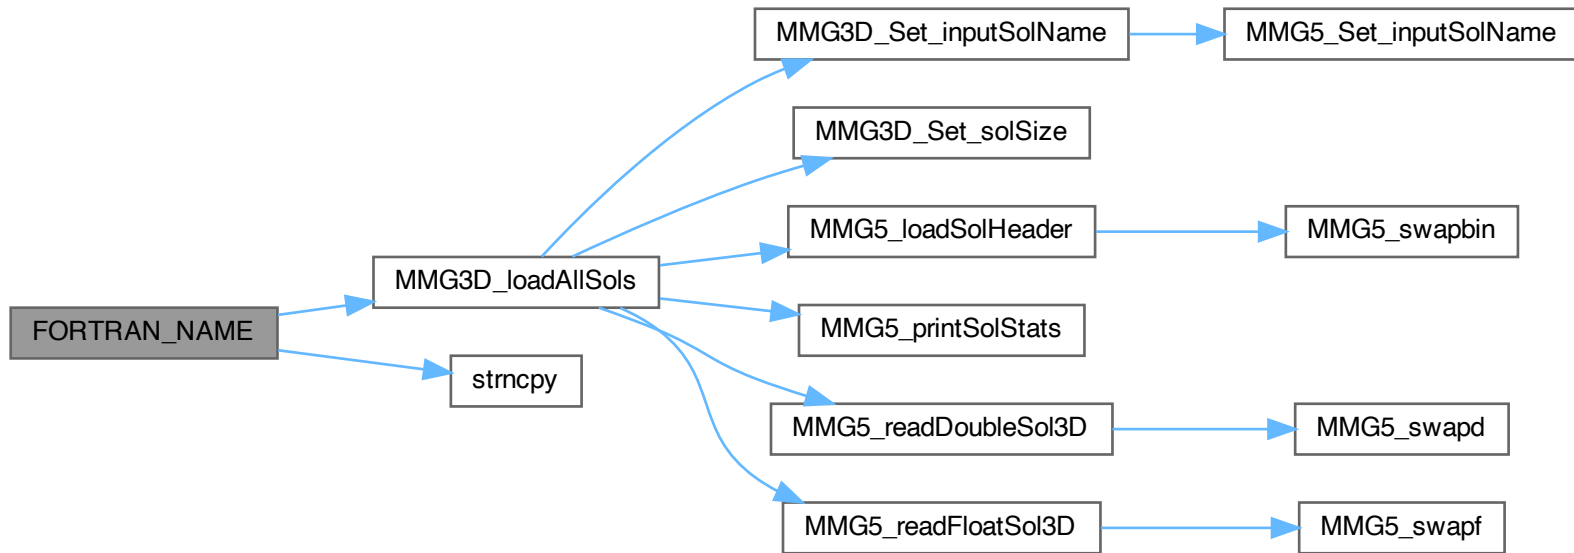 MMG3D_Set_inputSolName
MMG5_Set_inputSolName
MMG3D_Set_solSize
MMG5_loadSolHeader
MMG5_swapbin
MMG3D_loadAllSols
MMG5_printSolStats
FORTRAN_NAME
strncpy
MMG5_readDoubleSol3D
MMG5_swapd
MMG5_readFloatSol3D
MMG5_swapf